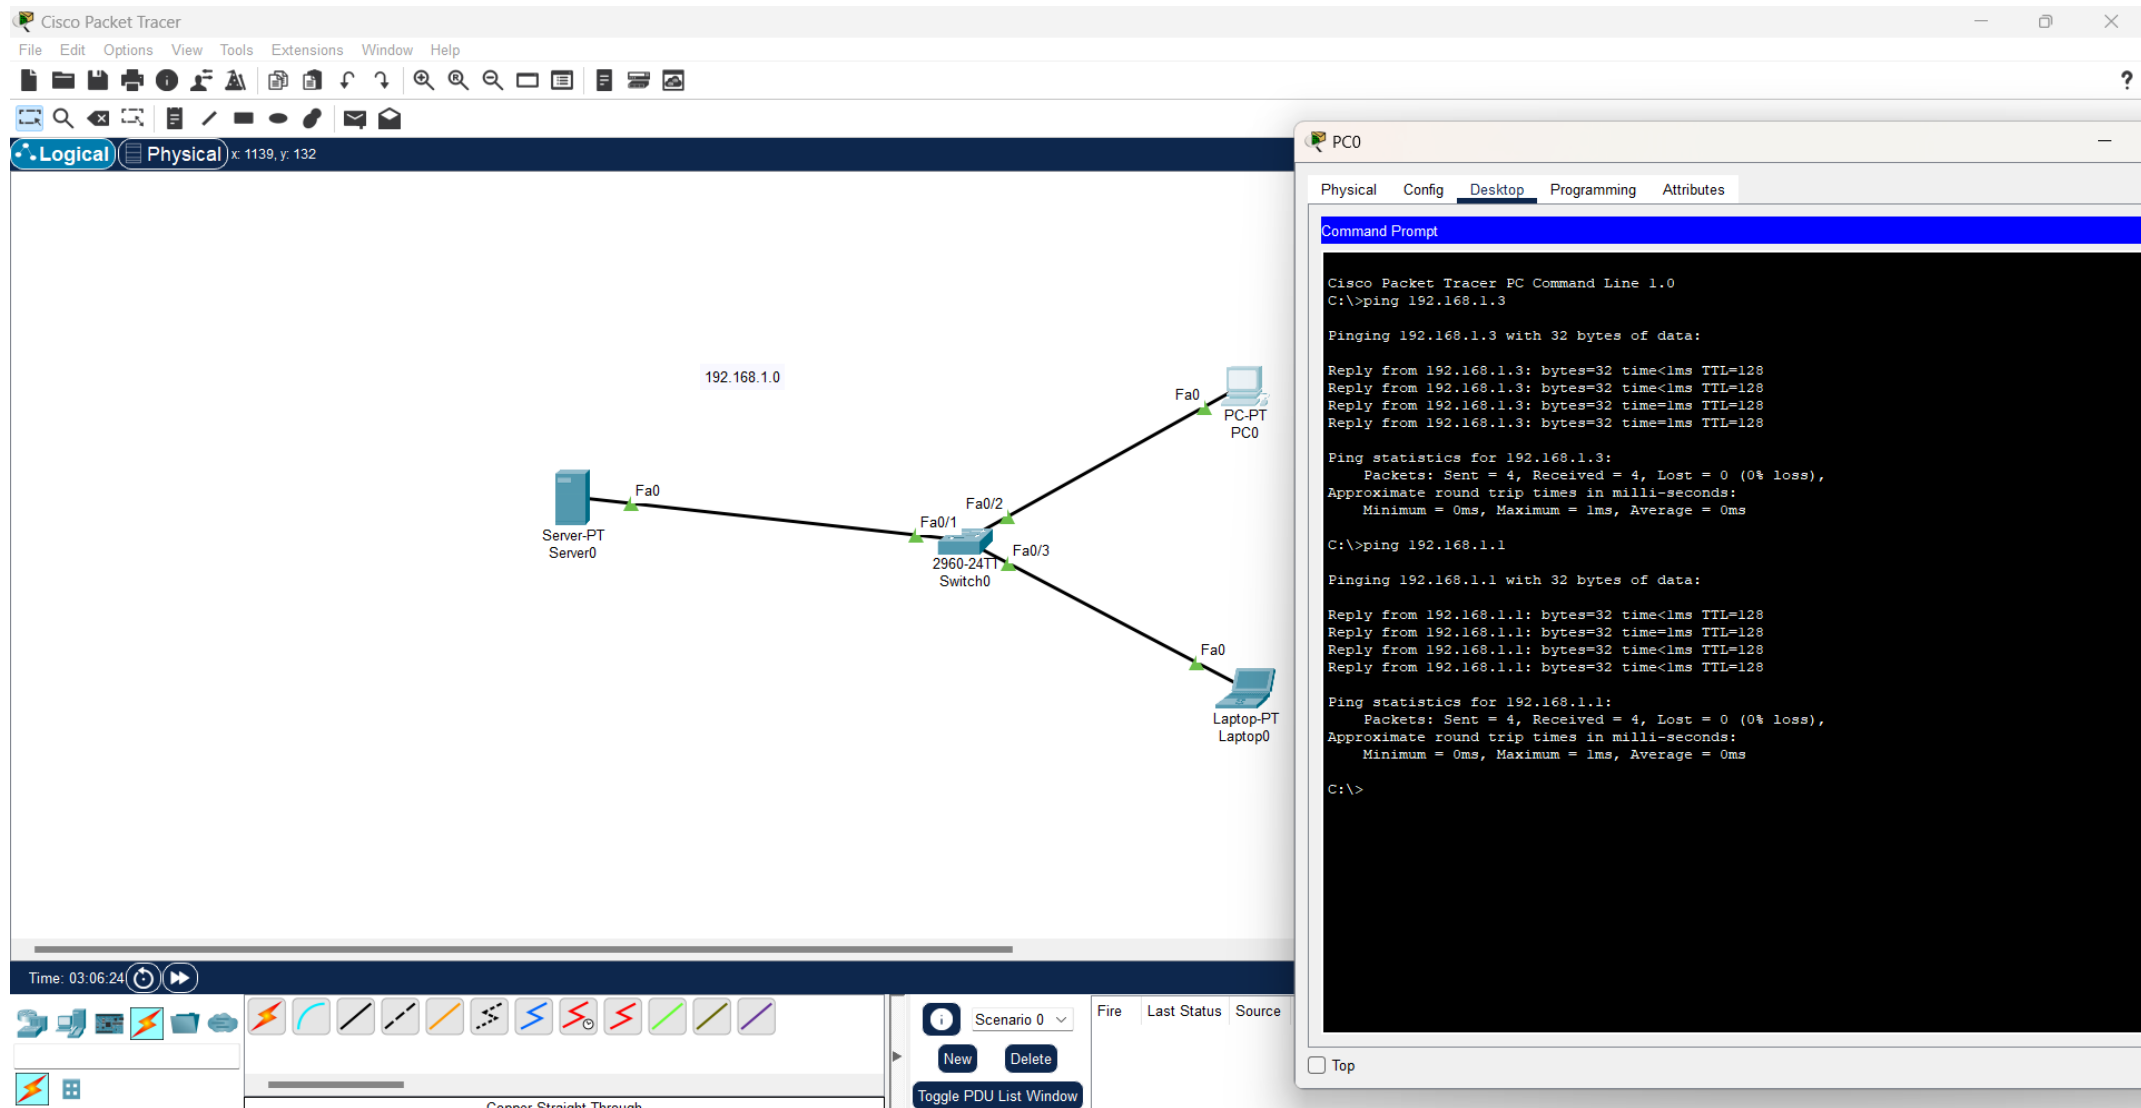 Cisco Packet Tracer
File Edit Options View Tools Extensions Window Help
?
Logical Physical x: 1139, y: 132
192.168.1.0
Fa0
PC-PT
PC0
Fa0
Server-PT
Server0
Fa0/2
Fa0/1
Fa0/3
2960-24TT
Switch0
Fa0
Laptop-PT
Laptop0
Time: 03:06:24
Scenario 0
New Delete
Toggle PDU List Window
Fire Last Status Source
Copper Straight-Through
PC0
Physical Config Desktop Programming Attributes
Command Prompt
Cisco Packet Tracer PC Command Line 1.0
C:\>ping 192.168.1.3
Pinging 192.168.1.3 with 32 bytes of data:
Reply from 192.168.1.3: bytes=32 time<1ms TTL=128
Reply from 192.168.1.3: bytes=32 time<1ms TTL=128
Reply from 192.168.1.3: bytes=32 time=1ms TTL=128
Reply from 192.168.1.3: bytes=32 time=1ms TTL=128
Ping statistics for 192.168.1.3:
Packets: Sent = 4, Received = 4, Lost = 0 (0% loss),
Approximate round trip times in milli-seconds:
Minimum = 0ms, Maximum = 1ms, Average = 0ms
C:\>ping 192.168.1.1
Pinging 192.168.1.1 with 32 bytes of data:
Reply from 192.168.1.1: bytes=32 time<1ms TTL=128
Reply from 192.168.1.1: bytes=32 time=1ms TTL=128
Reply from 192.168.1.1: bytes=32 time<1ms TTL=128
Reply from 192.168.1.1: bytes=32 time<1ms TTL=128
Ping statistics for 192.168.1.1:
Packets: Sent = 4, Received = 4, Lost = 0 (0% loss),
Approximate round trip times in milli-seconds:
Minimum = 0ms, Maximum = 1ms, Average = 0ms
C:\>
Top